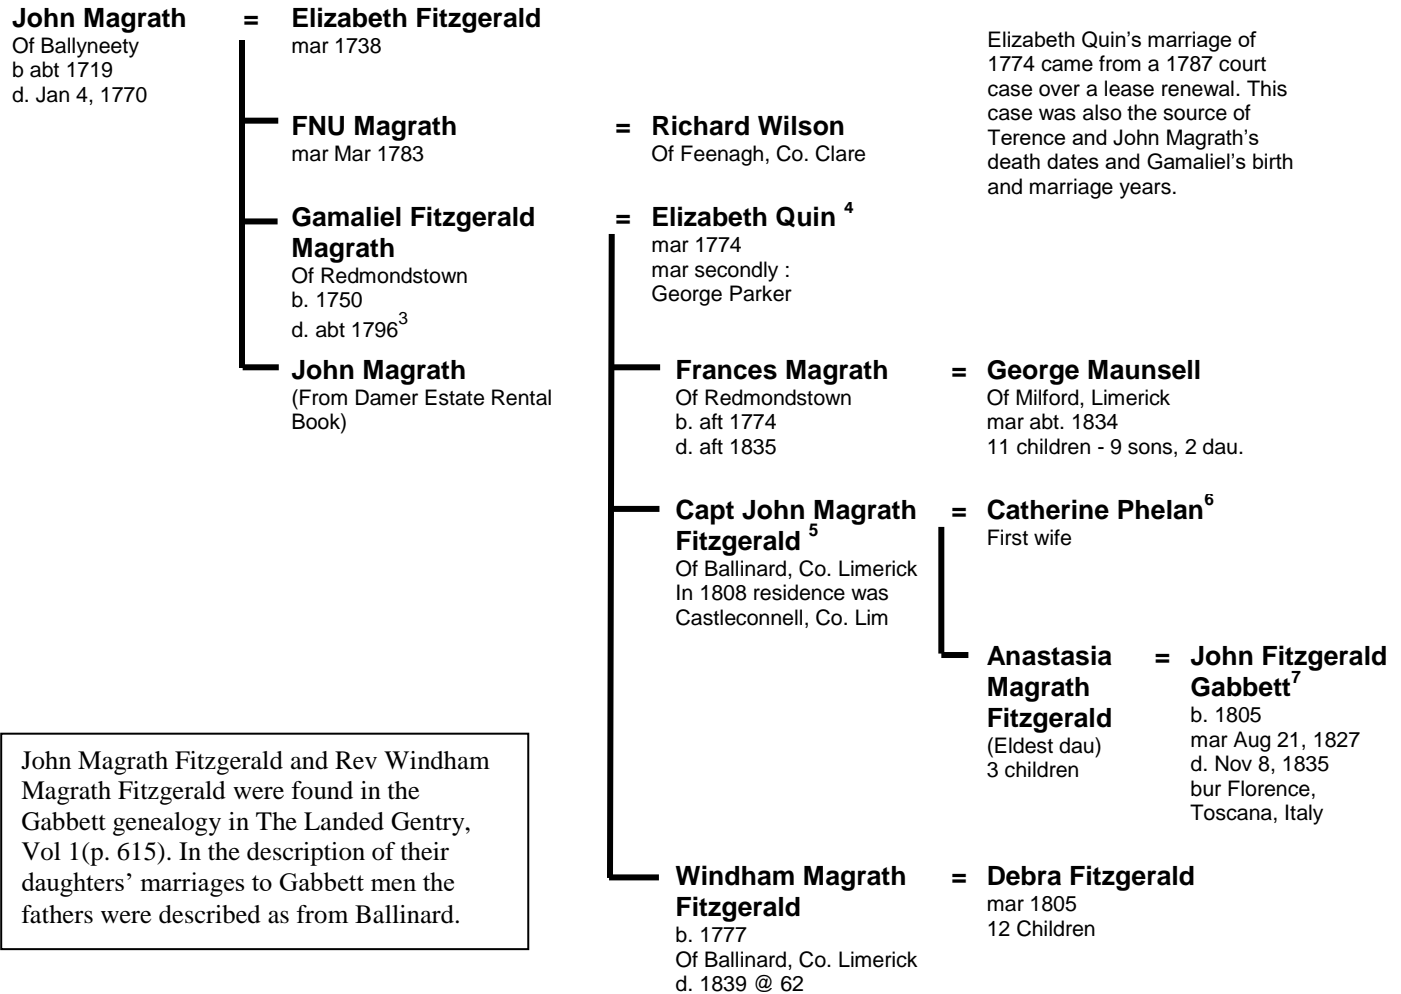 John Magrath = Elizabeth Fitzgerald
Of Ballyneety
b abt 1719
d. Jan 4, 1770
mar 1738
Elizabeth Quin’s marriage of
1774 came from a 1787 court
case over a lease renewal. This
case was also the source of
Terence and John Magrath’s
death dates and Gamaliel’s birth
and marriage years.
FNU Magrath = Richard Wilson
mar Mar 1783
Of Feenagh, Co. Clare
Gamaliel Fitzgerald
Magrath
Of Redmondstown
b. 1750
d. abt 1796 3
= Elizabeth Quin 4
mar 1774
mar secondly :
George Parker
John Magrath
(From Damer Estate Rental
Book)
Frances Magrath
Of Redmondstown
b. aft 1774
d. aft 1835
= George Maunsell
Of Milford, Limerick
mar abt. 1834
11 children - 9 sons, 2 dau.
Capt John Magrath
Fitzgerald 5
Of Ballinard, Co. Limerick
In 1808 residence was
Castleconnell, Co. Lim
= Catherine Phelan 6
First wife
Anastasia
Magrath
Fitzgerald
(Eldest dau)
3 children
= John Fitzgerald
Gabbett 7
b. 1805
mar Aug 21, 1827
d. Nov 8, 1835
bur Florence,
Toscana, Italy
John Magrath Fitzgerald and Rev Windham
Magrath Fitzgerald were found in the
Gabbett genealogy in The Landed Gentry,
Vol 1(p. 615). In the description of their
daughters’ marriages to Gabbett men the
fathers were described as from Ballinard.
Windham Magrath
Fitzgerald
b. 1777
Of Ballinard, Co. Limerick
d. 1839 @ 62
= Debra Fitzgerald
mar 1805
12 Children